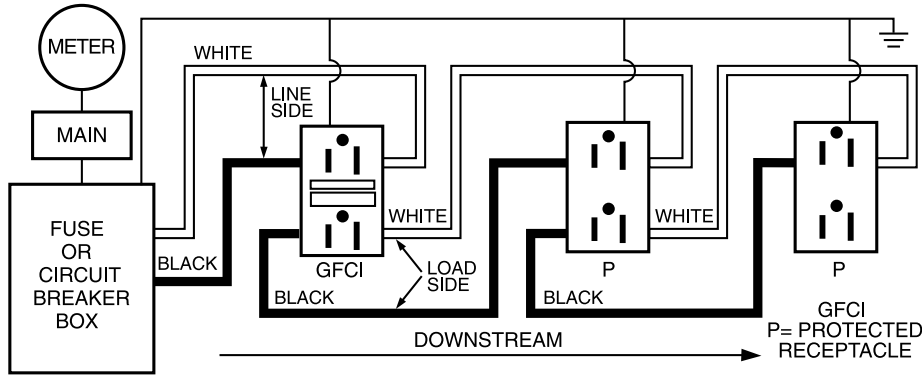 METER
MAIN
FUSE
OR
CIRCUIT
BREAKER
BOX
WHITE
LINE
SIDE
BLACK
GFCI
WHITE
LOAD
SIDE
BLACK
P
WHITE
BLACK
P
DOWNSTREAM
GFCI
P= PROTECTED
RECEPTACLE